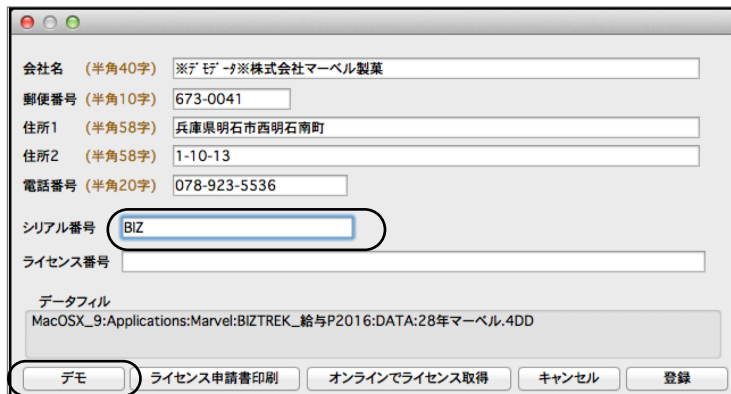 会社名 (半角40字) ※ﾃﾞﾓﾃﾞｰﾀ※株式会社マーベル製菓
郵便番号 (半角10字) 673-0041
住所1 (半角58字) 兵庫県明石市西明石南町
住所2 (半角58字) 1-10-13
電話番号 (半角20字) 078-923-5536
シリアル番号 BIZ
ライセンス番号
データフィル
MacOSX_9:Applications:Marvel:BIZTREK_給与P2016:DATA:28年マーベル.4DD
デモ ライセンス申請書印刷 オンラインでライセンス取得 キャンセル 登録